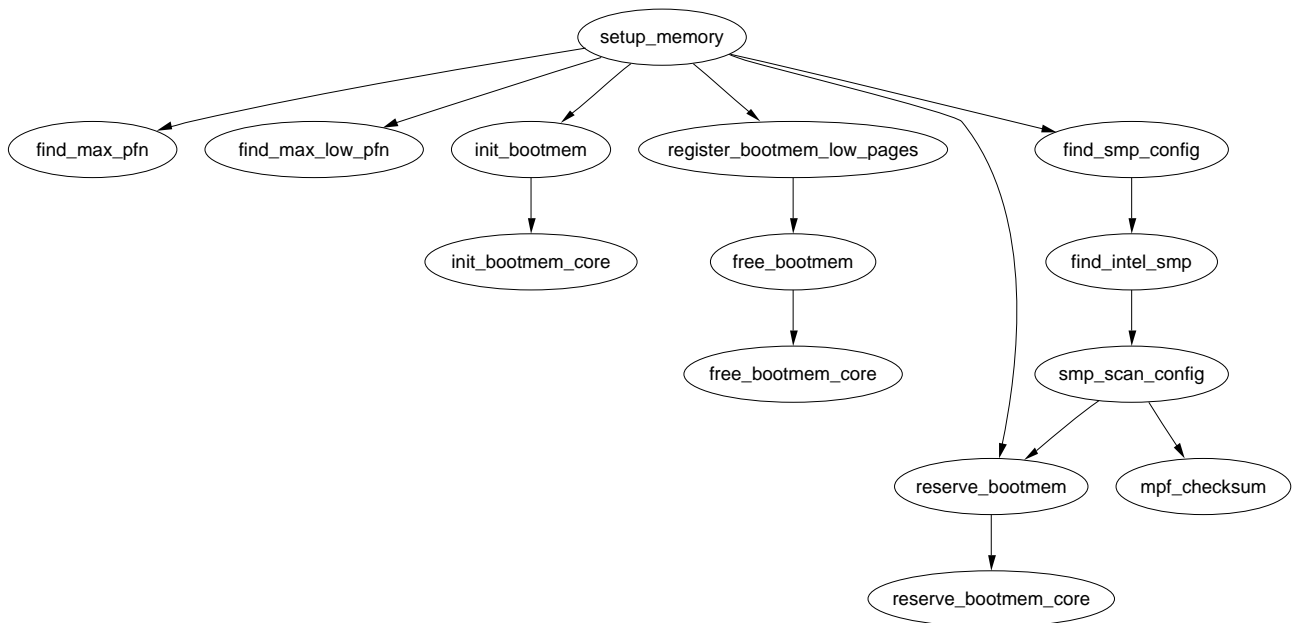 setup_memory
find_max_pfn
find_max_low_pfn
init_bootmem
register_bootmem_low_pages
find_smp_config
init_bootmem_core
free_bootmem
find_intel_smp
free_bootmem_core
smp_scan_config
reserve_bootmem
mpf_checksum
reserve_bootmem_core